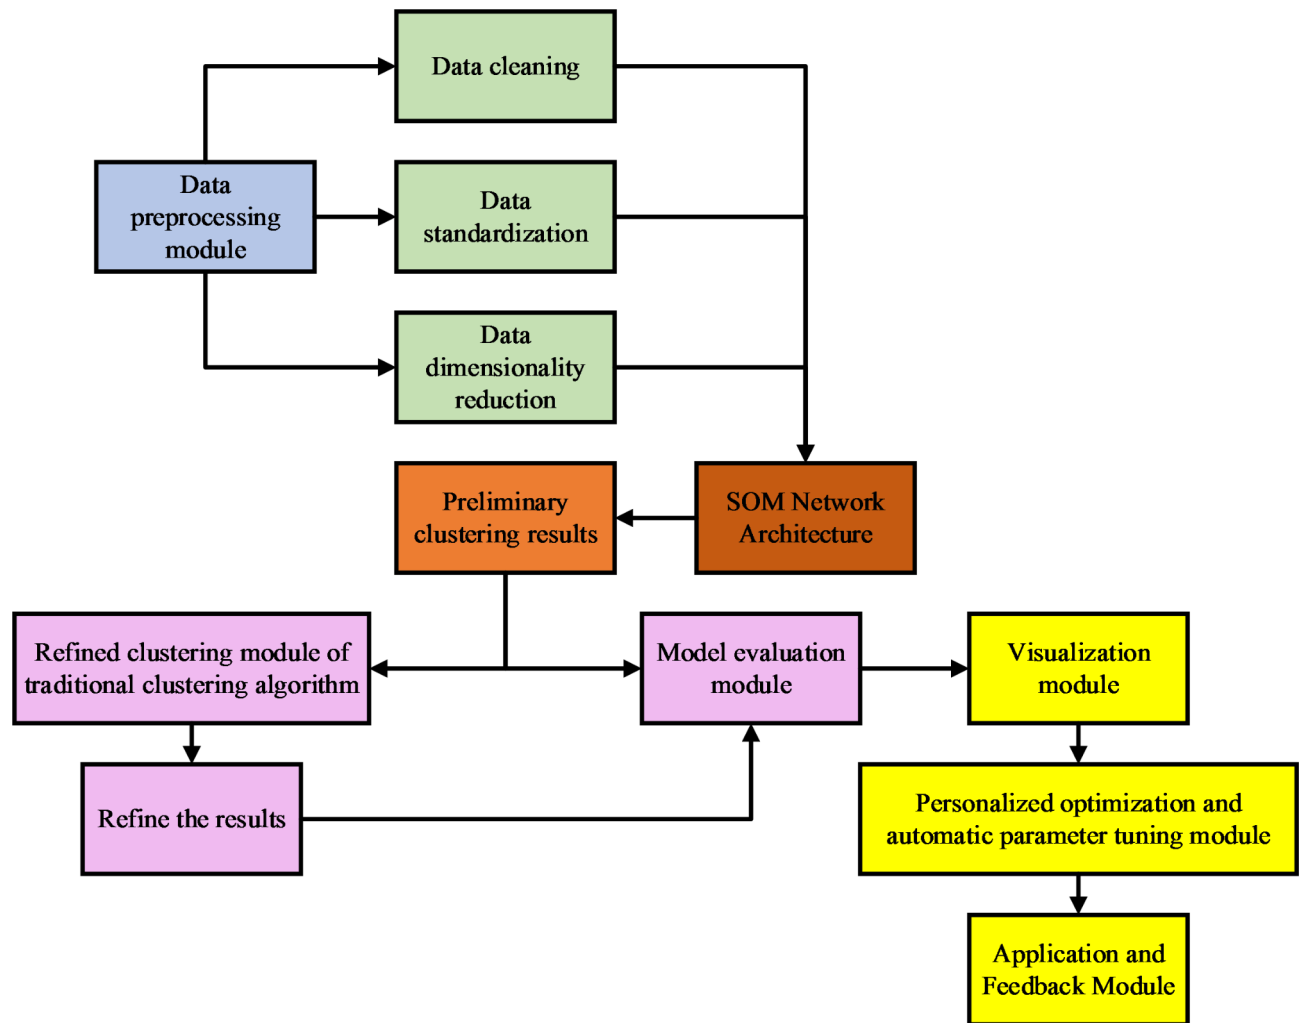 Data cleaning
Data
preprocessing
module
Data
standardization
Data
dimensionality
reduction
Preliminary
clustering results
SOM Network
Architecture
Refined clustering module of
traditional clustering algorithm
Model evaluation
module
Visualization
module
Refine the results
Personalized optimization and
automatic parameter tuning module
Application and
Feedback Module